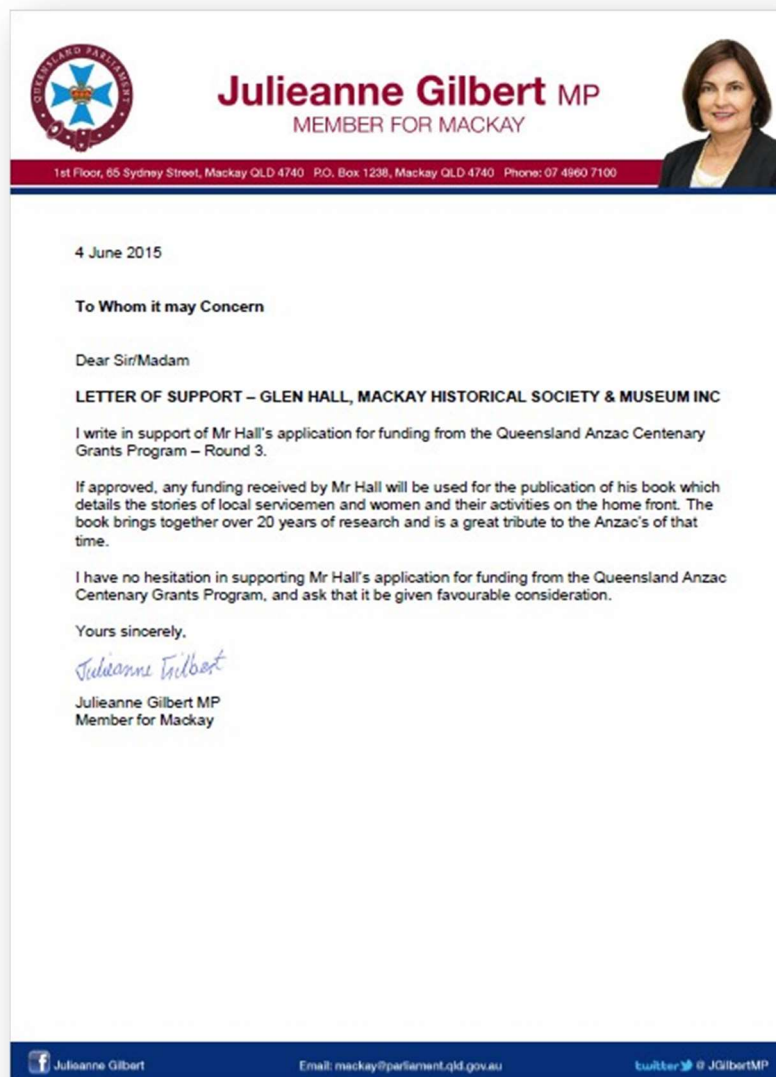 QUEENSLAND PARLIAMENT
Julieanne Gilbert MP
MEMBER FOR MACKAY
1st Floor, 65 Sydney Street, Mackay QLD 4740 P.O. Box 1238, Mackay QLD 4740 Phone: 07 4960 7100
4 June 2015
To Whom it may Concern
Dear Sir/Madam
LETTER OF SUPPORT – GLEN HALL, MACKAY HISTORICAL SOCIETY & MUSEUM INC
I write in support of Mr Hall's application for funding from the Queensland Anzac Centenary
Grants Program – Round 3.
If approved, any funding received by Mr Hall will be used for the publication of his book which
details the stories of local servicemen and women and their activities on the home front. The
book brings together over 20 years of research and is a great tribute to the Anzac's of that
time.
I have no hesitation in supporting Mr Hall's application for funding from the Queensland Anzac
Centenary Grants Program, and ask that it be given favourable consideration.
Yours sincerely,
Julieanne Gilbert
Julieanne Gilbert MP
Member for Mackay
f Julieanne Gilbert
Email: mackay@parliament.qld.gov.au
twitter @ JGilbertMP